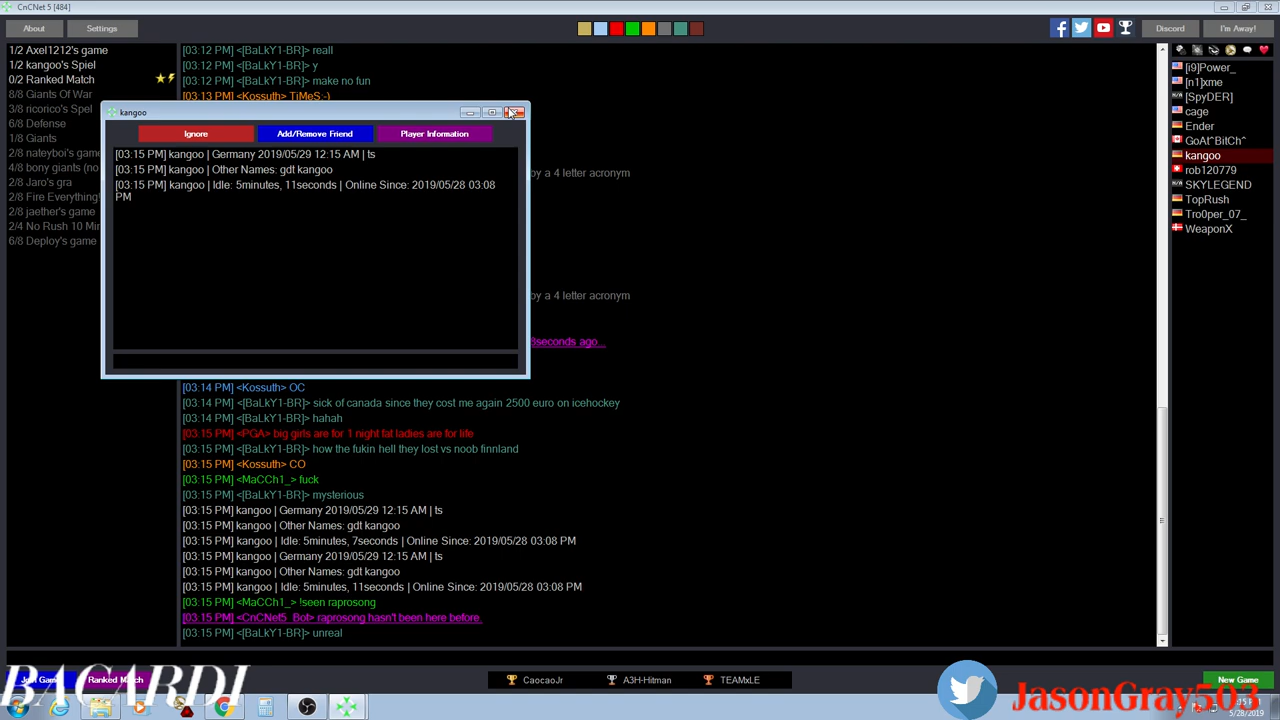 CnCNet 5 [484]
About
Settings
Discord
I'm Away!
1/2 Axel1212's game
1/2 kangoo's Spiel
0/2 Ranked Match
8/8 Giants Of War
3/8 ricorico's Spel
6/8 Defense
1/8 Giants
2/8 nateyboi's game
4/8 bony giants (no
2/8 Jaro's gra
2/8 Fire Everything!
2/8 jaether's game
2/4 No Rush 10 Min
6/8 Deploy's game
[03:12 PM] <[BaLkY1-BR]> reall
[03:12 PM] <[BaLkY1-BR]> y
[03:12 PM] <[BaLkY1-BR]> make no fun
[03:13 PM] <Kossuth> TiMeS:-)
kangoo
Ignore
Add/Remove Friend
Player Information
[03:15 PM] kangoo | Germany 2019/05/29 12:15 AM | ts
[03:15 PM] kangoo | Other Names: gdt kangoo
[03:15 PM] kangoo | Idle: 5minutes, 11seconds | Online Since: 2019/05/28 03:08
PM
by a 4 letter acronym
by a 4 letter acronym
8seconds ago...
[03:14 PM] <Kossuth> OC
[03:14 PM] <[BaLkY1-BR]> sick of canada since they cost me again 2500 euro on icehockey
[03:14 PM] <[BaLkY1-BR]> hahah
[03:15 PM] <PGA> big girls are for 1 night fat ladies are for life
[03:15 PM] <[BaLkY1-BR]> how the fukin hell they lost vs noob finnland
[03:15 PM] <Kossuth> CO
[03:15 PM] <MaCCh1_> fuck
[03:15 PM] <[BaLkY1-BR]> mysterious
[03:15 PM] kangoo | Germany 2019/05/29 12:15 AM | ts
[03:15 PM] kangoo | Other Names: gdt kangoo
[03:15 PM] kangoo | Idle: 5minutes, 7seconds | Online Since: 2019/05/28 03:08 PM
[03:15 PM] kangoo | Germany 2019/05/29 12:15 AM | ts
[03:15 PM] kangoo | Other Names: gdt kangoo
[03:15 PM] kangoo | Idle: 5minutes, 11seconds | Online Since: 2019/05/28 03:08 PM
[03:15 PM] <MaCCh1_> !seen raprosong
[03:15 PM] <CnCNet5_Bot> raprosong hasn't been here before.
[03:15 PM] <[BaLkY1-BR]> unreal
[i9]Power_
[n1]xme
[SpyDER]
cage
Ender
GoAt^BitCh^
kangoo
rob120779
SKYLEGEND
TopRush
Tro0per_07_
WeaponX
BACARDI
Ranked Match
CaocaoJr
A3H-Hitman
TEAMxLE
New Game
JasonGray503
5/28/2019